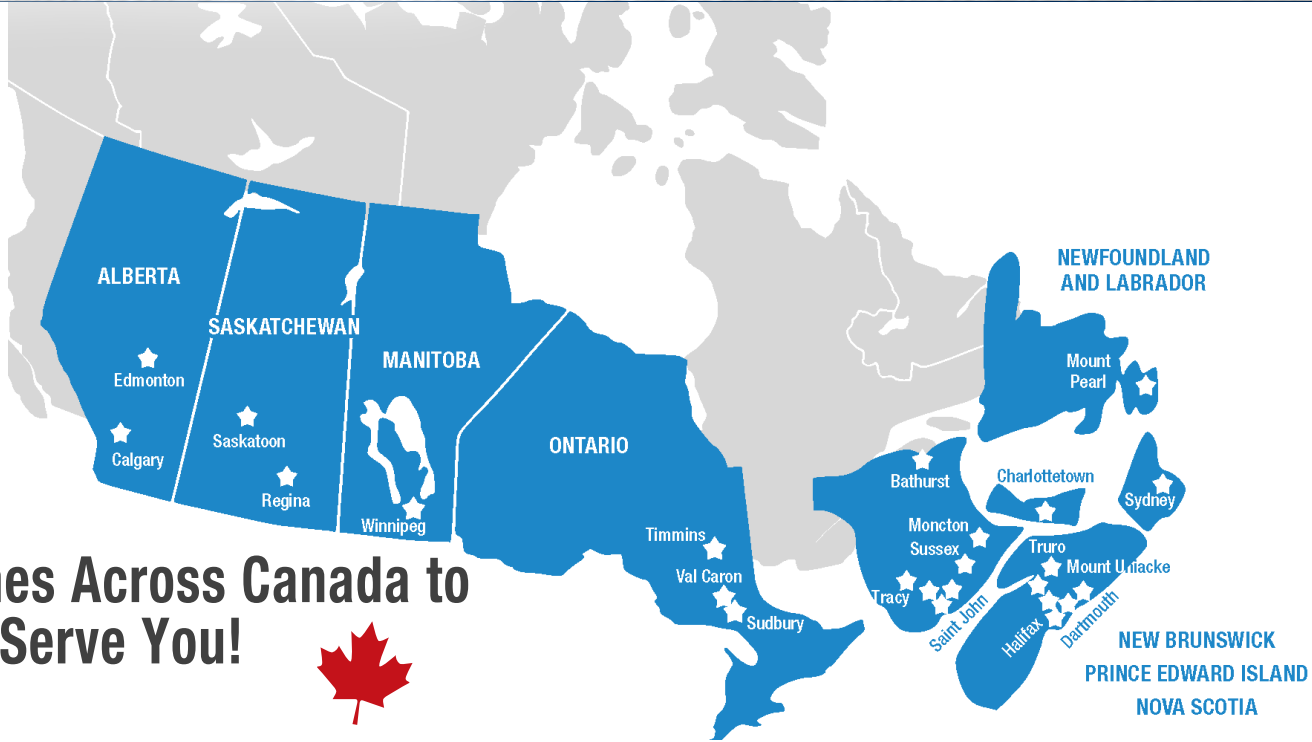 NEWFOUNDLAND
AND LABRADOR
ALBERTA
SASKATCHEWAN
MANITOBA
Mount
Pearl
Edmonton
Calgary
Saskatoon
Regina
Winnipeg
ONTARIO
Bathurst
Charlottetown
Sydney
Moncton
Sussex
Timmins
Truro
Mount Uniacke
Val Caron
Tracy
Sudbury
Saint John
Halifax
Dartmouth
Across Canada to
Serve You!
NEW BRUNSWICK
PRINCE EDWARD ISLAND
NOVA SCOTIA